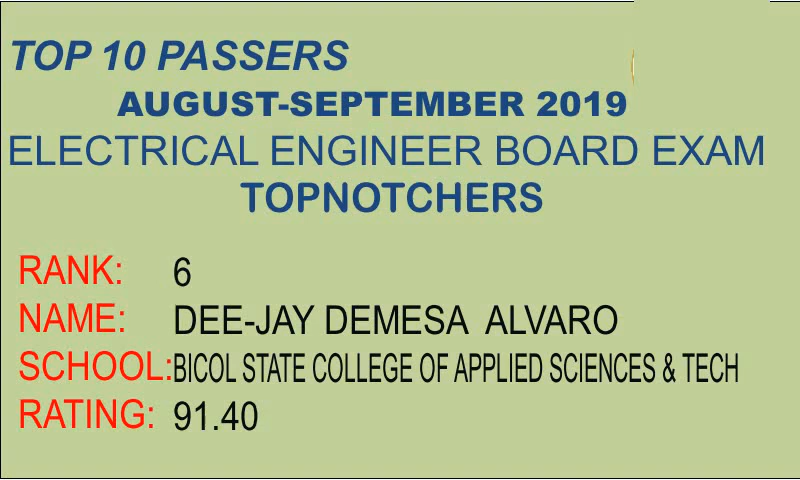 TOP 10 PASSERS
AUGUST-SEPTEMBER 2019
ELECTRICAL ENGINEER BOARD EXAM
TOPNOTCHERS
RANK: 6
NAME: DEE-JAY DEMESA ALVARO
SCHOOL: BICOL STATE COLLEGE OF APPLIED SCIENCES & TECH
RATING: 91.40